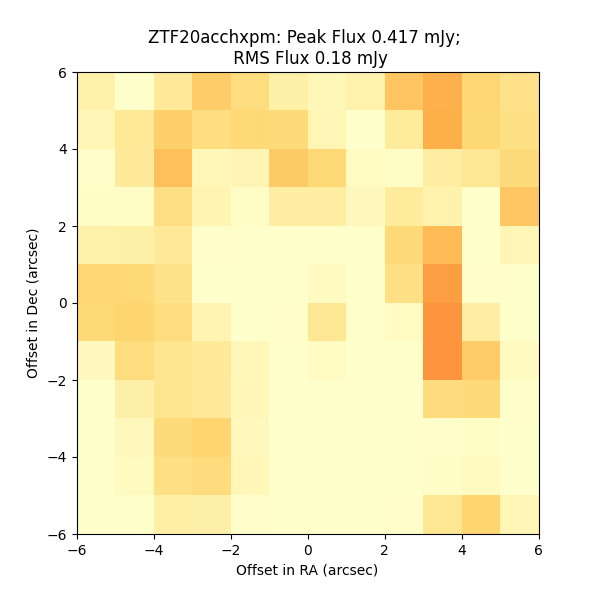 ZTF20acchxpm: Peak Flux 0.417 mJy;
RMS Flux 0.18 mJy
6
4
2
0
−2
−4
−6
Offset in Dec (arcsec)
−6 −4 −2 0 2 4 6
Offset in RA (arcsec)